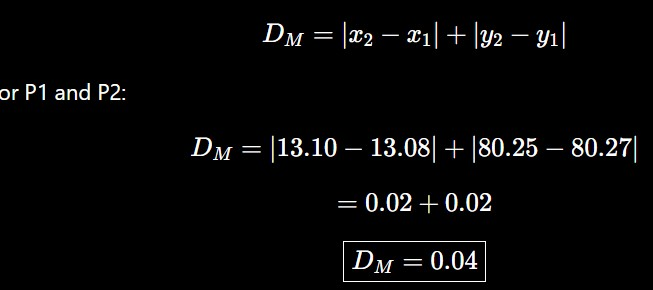 D_M = |x_2 − x_1| + |y_2 − y_1|
or P1 and P2:
D_M = |13.10 − 13.08| + |80.25 − 80.27|
= 0.02 + 0.02
D_M = 0.04